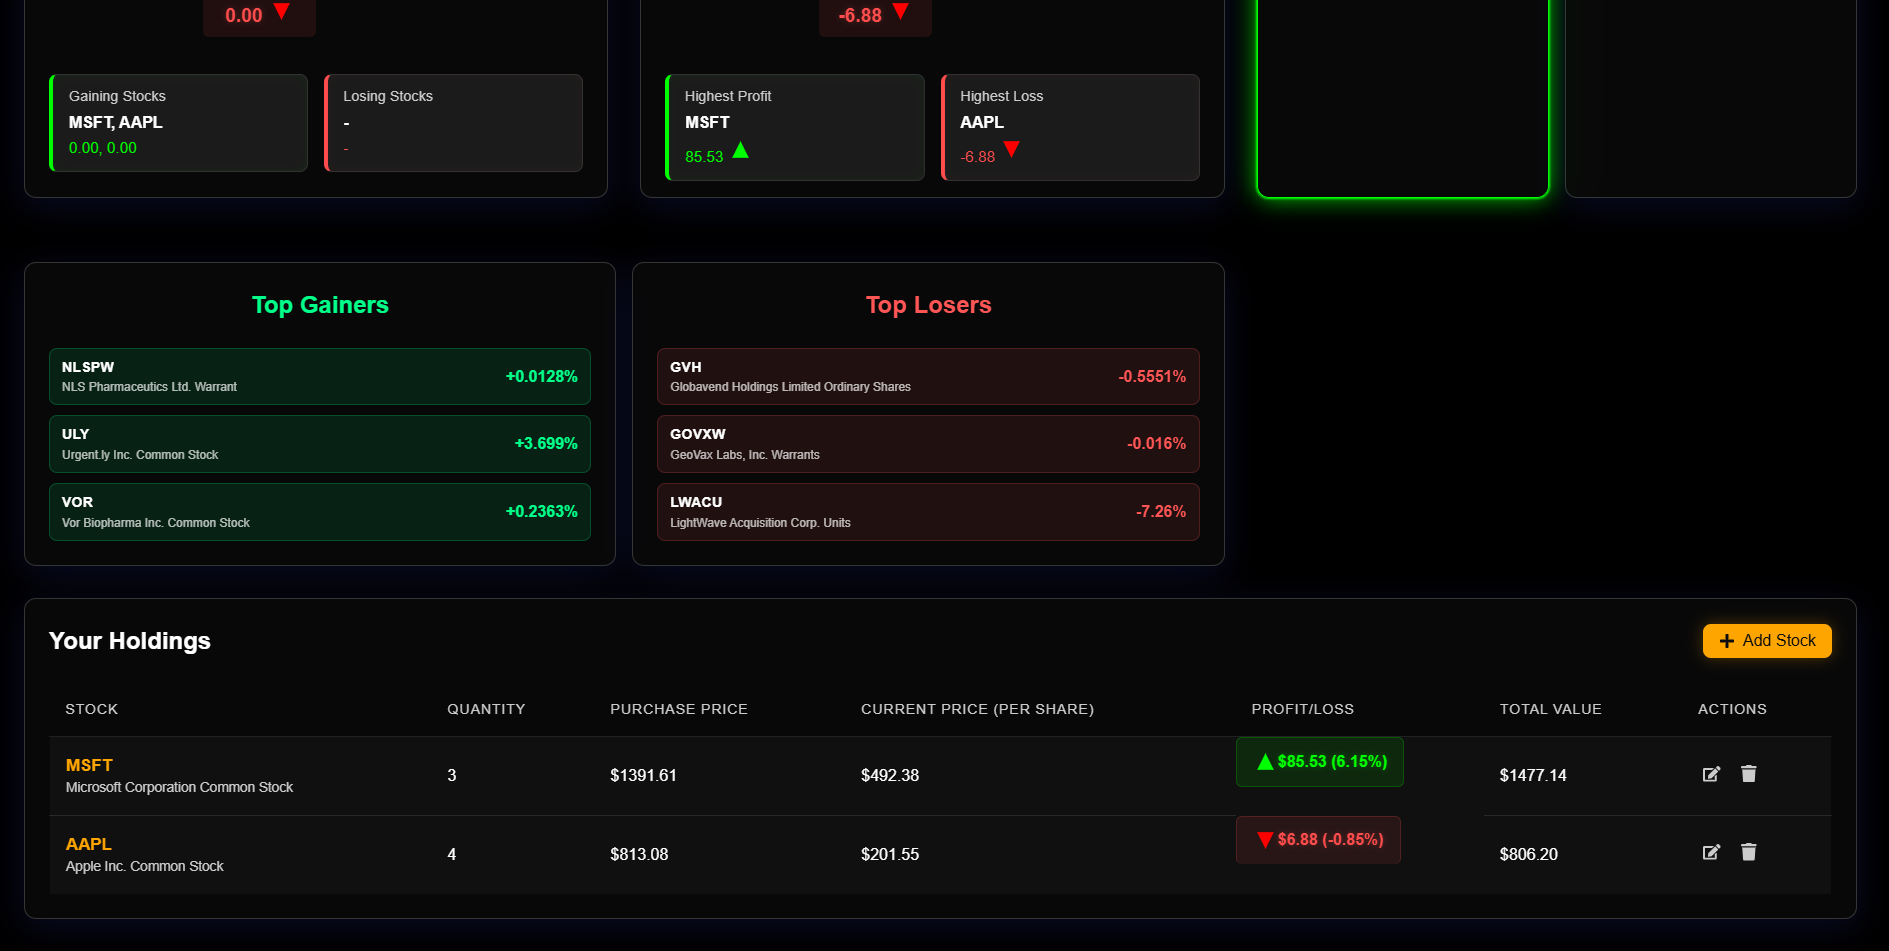 0.00
-6.88
Gaining Stocks
MSFT, AAPL
0.00, 0.00
Losing Stocks
-
-
Highest Profit
MSFT
85.53
Highest Loss
AAPL
-6.88
Top Gainers
NLSPW
NLS Pharmaceutics Ltd. Warrant
+0.0128%
ULY
Urgent.ly Inc. Common Stock
+3.699%
VOR
Vor Biopharma Inc. Common Stock
+0.2363%
Top Losers
GVH
Globavend Holdings Limited Ordinary Shares
-0.5551%
GOVXW
GeoVax Labs, Inc. Warrants
-0.016%
LWACU
LightWave Acquisition Corp. Units
-7.26%
Your Holdings
Add Stock
STOCK QUANTITY PURCHASE PRICE CURRENT PRICE (PER SHARE) PROFIT/LOSS TOTAL VALUE ACTIONS
MSFT
Microsoft Corporation Common Stock
3 $1391.61 $492.38 $85.53 (6.15%) $1477.14
AAPL
Apple Inc. Common Stock
4 $813.08 $201.55 $6.88 (-0.85%) $806.20